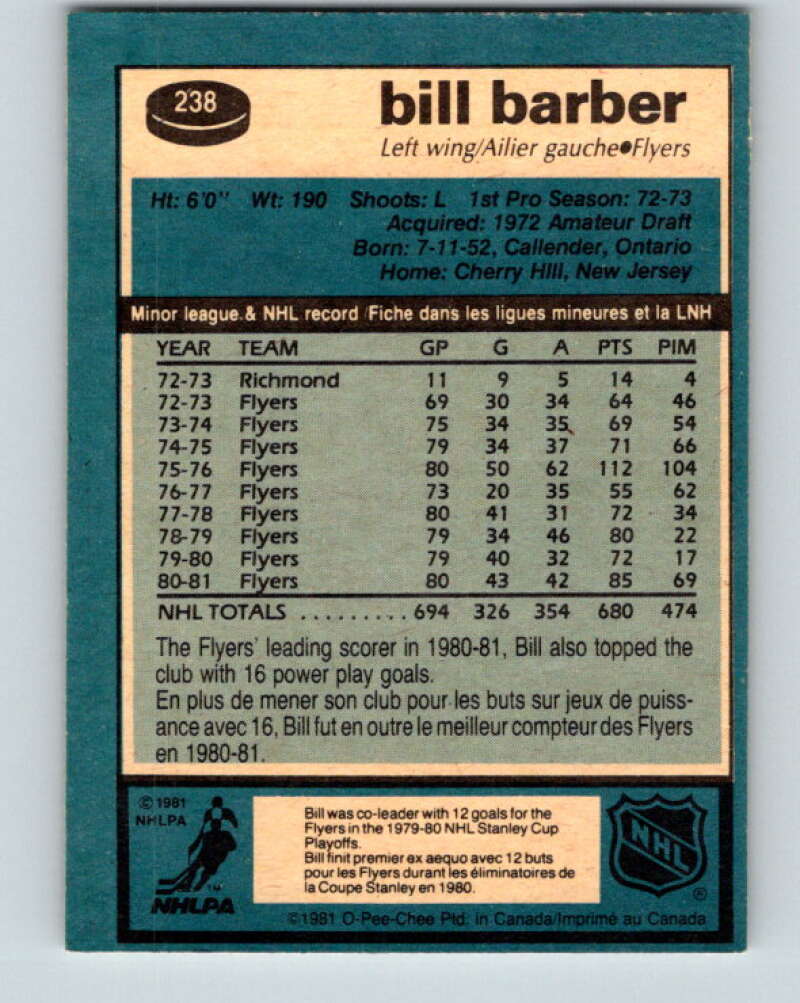 238
bill barber
Left wing/Ailier gauche●Flyers
Ht: 6'0" Wt: 190 Shoots: L 1st Pro Season: 72-73
Acquired: 1972 Amateur Draft
Born: 7-11-52, Callender, Ontario
Home: Cherry Hill, New Jersey
Minor league & NHL record /Fiche dans les ligues mineures et la LNH
YEAR TEAM GP G A PTS PIM
72-73 Richmond 11 9 5 14 4
72-73 Flyers 69 30 34 64 46
73-74 Flyers 75 34 35 69 54
74-75 Flyers 79 34 37 71 66
75-76 Flyers 80 50 62 112 104
76-77 Flyers 73 20 35 55 62
77-78 Flyers 80 41 31 72 34
78-79 Flyers 79 34 46 80 22
79-80 Flyers 79 40 32 72 17
80-81 Flyers 80 43 42 85 69
NHL TOTALS ......... 694 326 354 680 474
The Flyers' leading scorer in 1980-81, Bill also topped the
club with 16 power play goals.
En plus de mener son club pour les buts sur jeux de puiss-
ance avec 16, Bill fut en outre le meilleur compteur des Flyers
en 1980-81.
© 1981
NHLPA
TM
NHLPA
Bill was co-leader with 12 goals for the
Flyers in the 1979-80 NHL Stanley Cup
Playoffs.
Bill finit premier ex aequo avec 12 buts
pour les Flyers durant les éliminatoires de
la Coupe Stanley en 1980.
NHL
®
©1981 O-Pee-Chee Ptd. in Canada/Imprimé au Canada